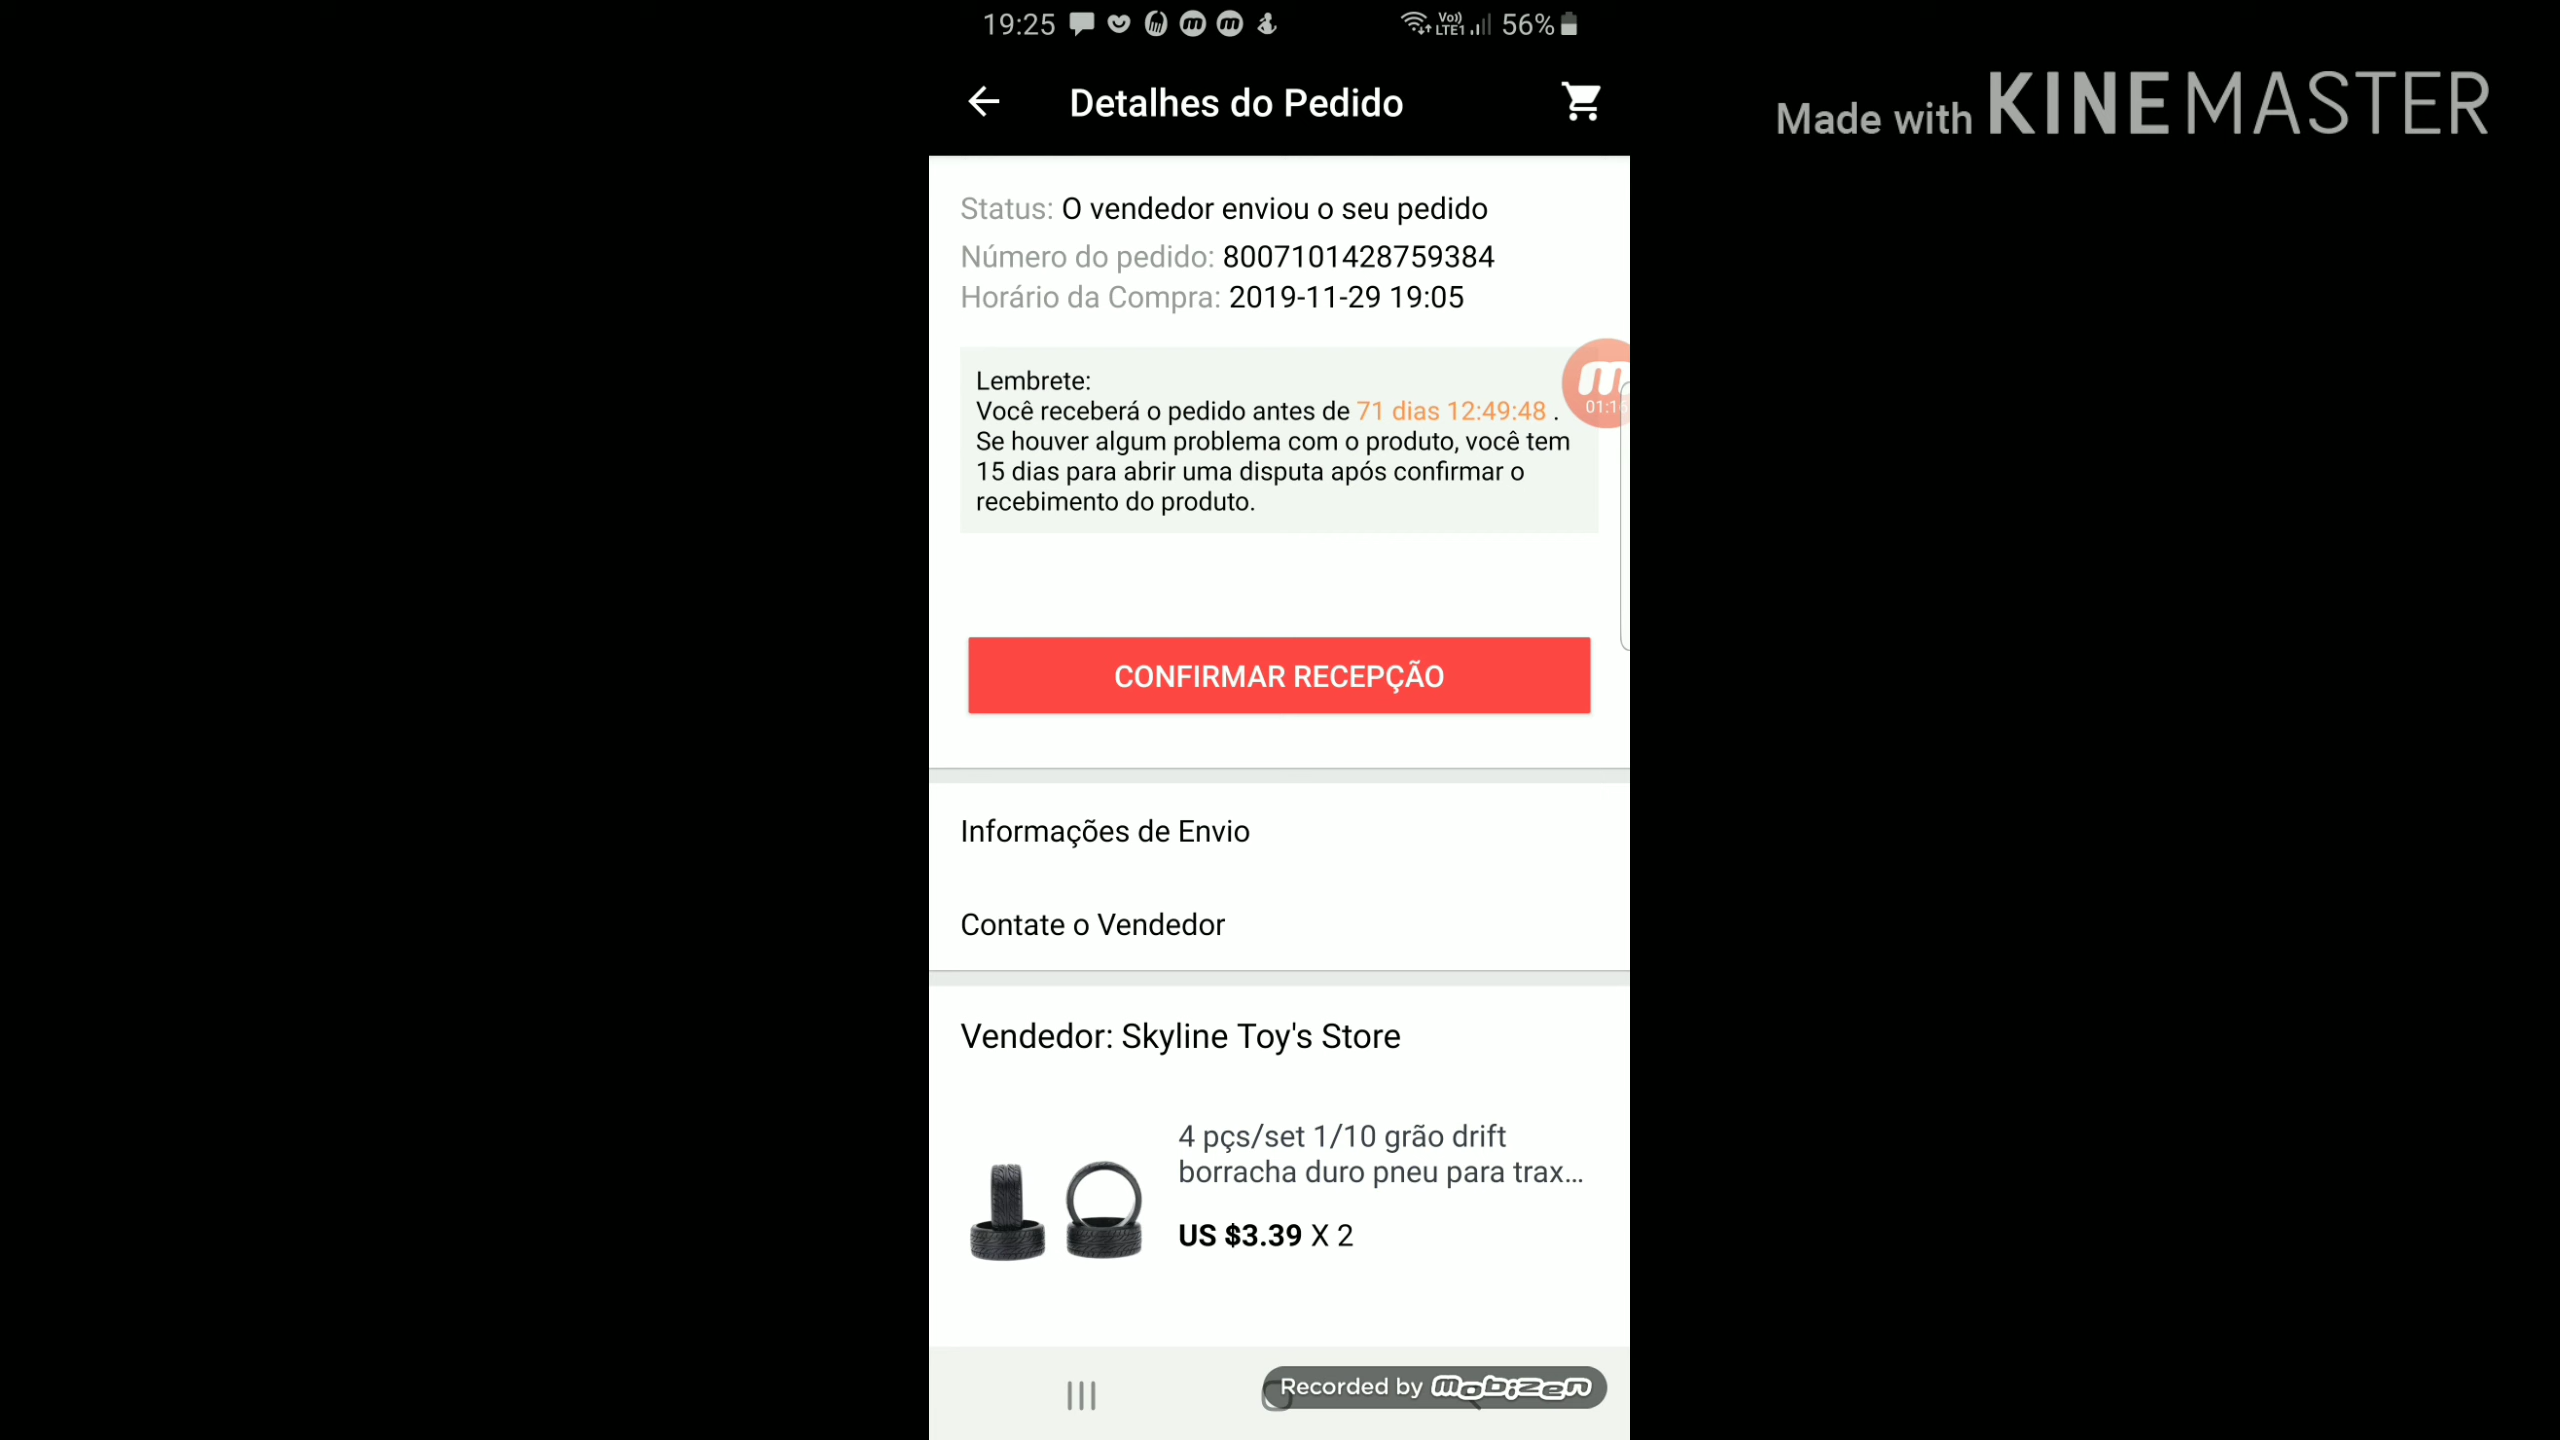 19:25
Vo))
LTE1
56%
Detalhes do Pedido
Made with KINEMASTER
Status: O vendedor enviou o seu pedido
Número do pedido: 8007101428759384
Horário da Compra: 2019-11-29 19:05
Lembrete:
Você receberá o pedido antes de 71 dias 12:49:48 .
Se houver algum problema com o produto, você tem
15 dias para abrir uma disputa após confirmar o
recebimento do produto.
m
01:16
CONFIRMAR RECEPÇÃO
Informações de Envio
Contate o Vendedor
Vendedor: Skyline Toy's Store
4 pçs/set 1/10 grão drift
borracha duro pneu para trax...
US $3.39 X 2
Recorded by mobizen